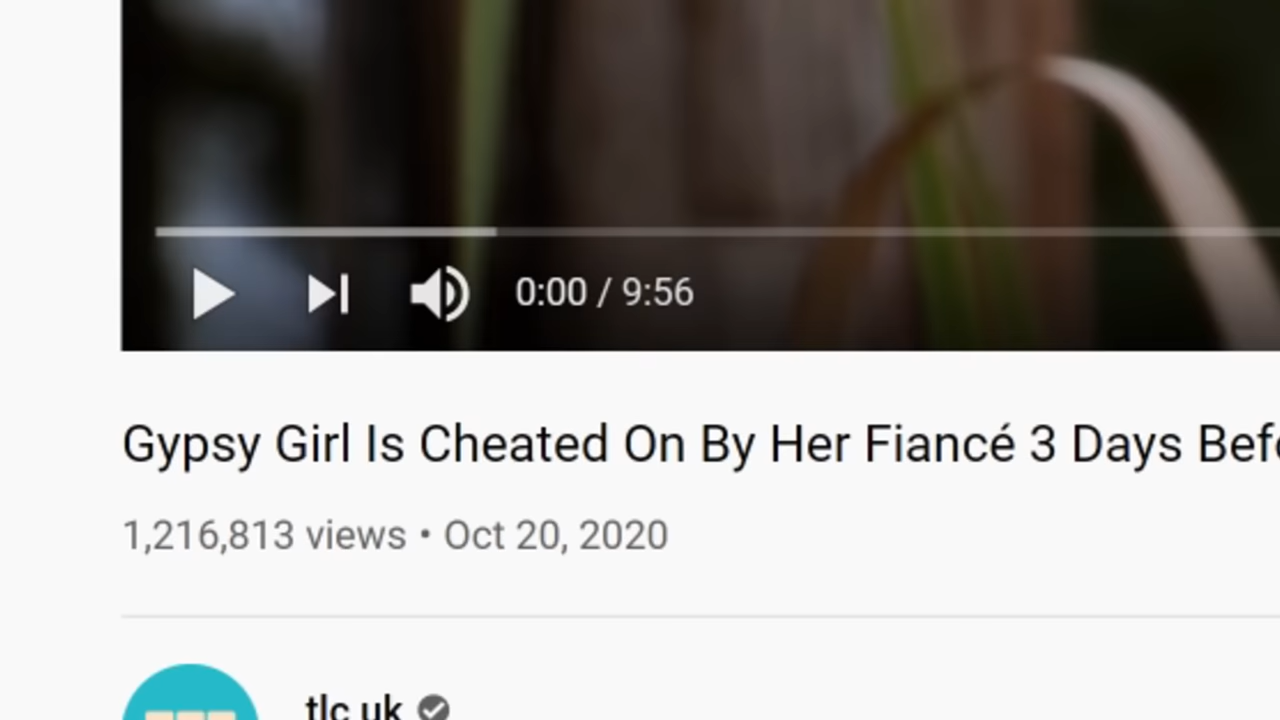 0:00 / 9:56
Gypsy Girl Is Cheated On By Her Fiancé 3 Days
1,216,813 views • Oct 20, 2020
tlc uk